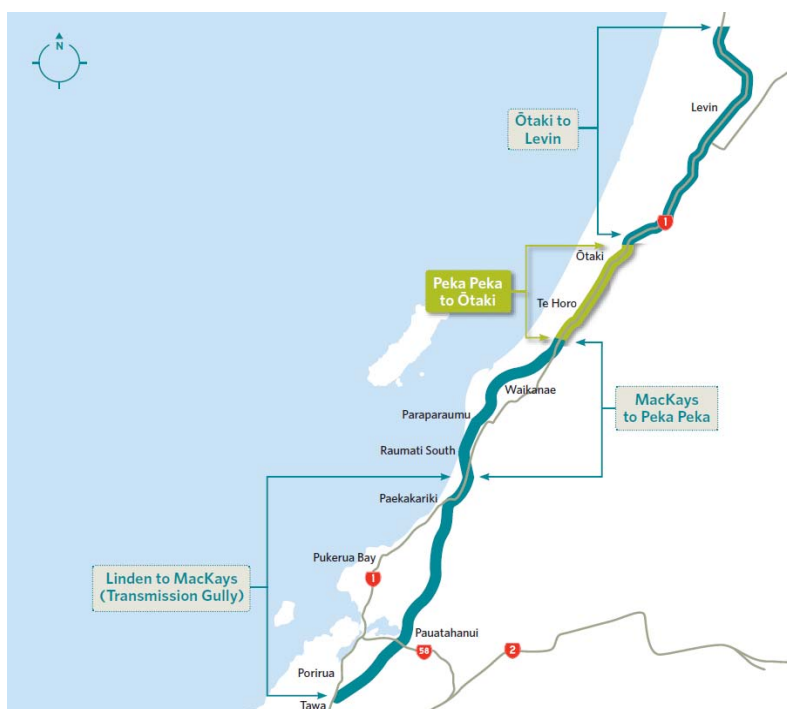 N
Levin
Ōtaki to
Levin
1
Ōtaki
Peka Peka
to Ōtaki
Te Horo
Waikanae
MacKays
to Peka Peka
Paraparaumu
Raumati South
Paekakariki
Pukerua Bay
1
Linden to MacKays
(Transmission Gully)
Pauatahanui
58
2
Porirua
Tawa